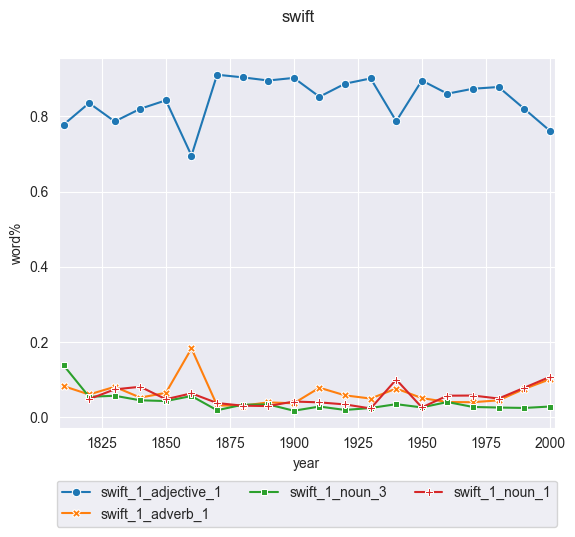 swift
0.8
0.6
0.4
0.2
0.0
word%
1825 1850 1875 1900 1925 1950 1975 2000
year
swift_1_adjective_1 swift_1_noun_3 swift_1_noun_1
swift_1_adverb_1